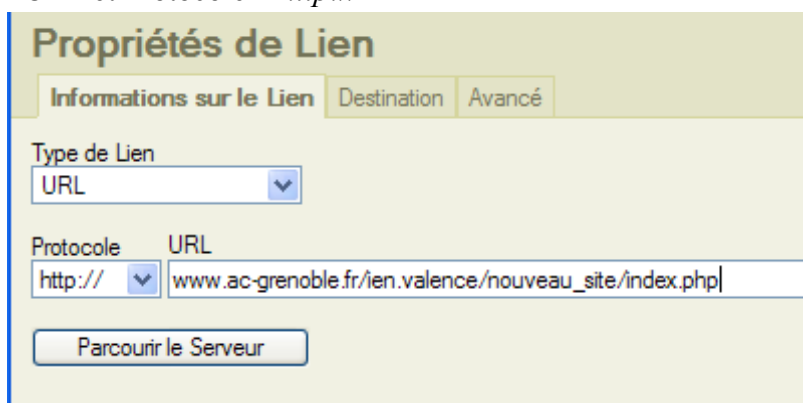 Propriétés de Lien
Informations sur le Lien Destination Avancé
Type de Lien
URL
Protocole URL
http:// www.ac-grenoble.fr/ien.valence/nouveau_site/index.php
Parcourir le Serveur